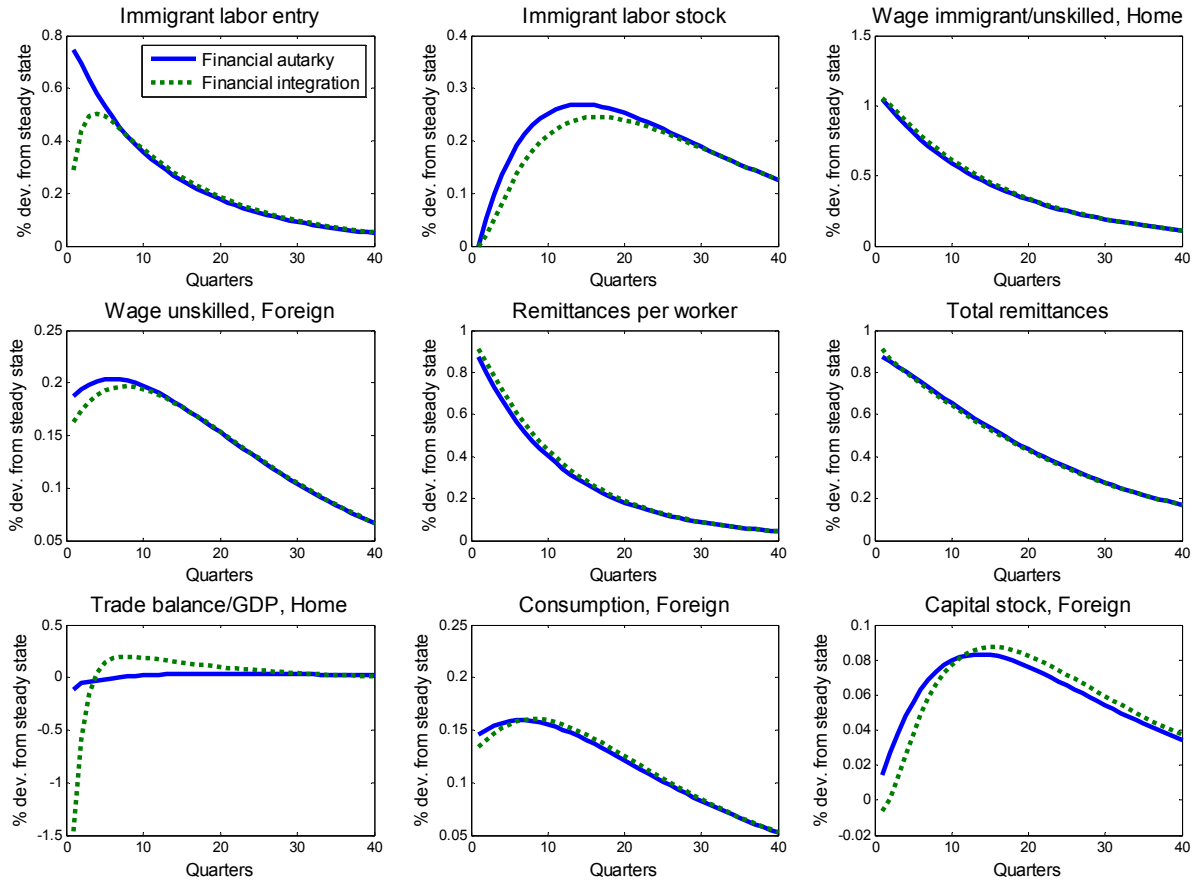 Immigrant labor entry
% dev. from steady state
0.8
0.6
0.4
0.2
0
Financial autarky
Financial integration
0 10 20 30 40
Quarters
Immigrant labor stock
% dev. from steady state
0.4
0.3
0.2
0.1
0
0 10 20 30 40
Quarters
Wage immigrant/unskilled, Home
% dev. from steady state
1.5
1
0.5
0
0 10 20 30 40
Quarters
Wage unskilled, Foreign
% dev. from steady state
0.25
0.2
0.15
0.1
0.05
0 10 20 30 40
Quarters
Remittances per worker
% dev. from steady state
1
0.8
0.6
0.4
0.2
0
0 10 20 30 40
Quarters
Total remittances
% dev. from steady state
1
0.8
0.6
0.4
0.2
0
0 10 20 30 40
Quarters
Trade balance/GDP, Home
% dev. from steady state
0.5
0
-0.5
-1
-1.5
0 10 20 30 40
Quarters
Consumption, Foreign
% dev. from steady state
0.2
0.15
0.1
0.05
0 10 20 30 40
Quarters
Capital stock, Foreign
% dev. from steady state
0.1
0.08
0.06
0.04
0.02
0
-0.02
0 10 20 30 40
Quarters